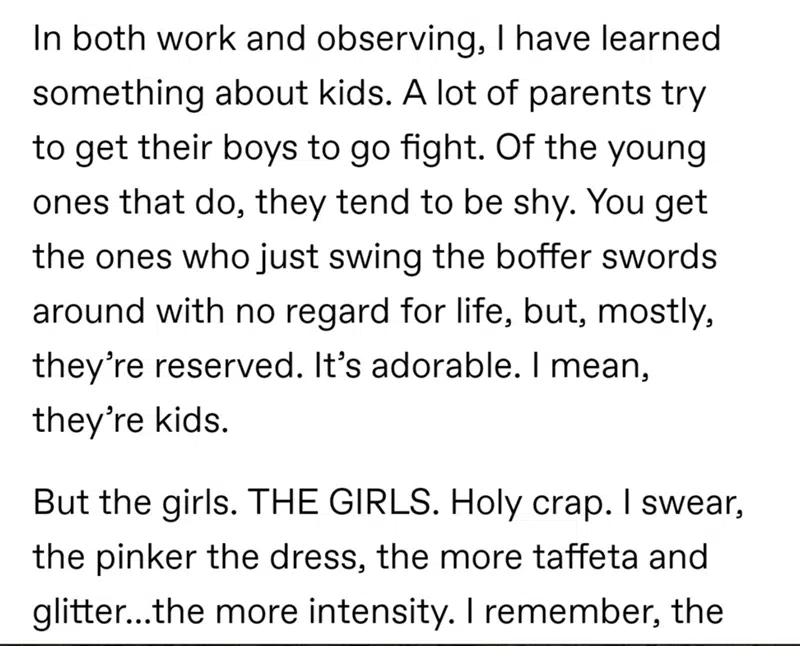 In both work and observing, I have learned
something about kids. A lot of parents try
to get their boys to go fight. Of the young
ones that do, they tend to be shy. You get
the ones who just swing the boffer swords
around with no regard for life, but, mostly,
they’re reserved. It’s adorable. I mean,
they’re kids.
But the girls. THE GIRLS. Holy crap. I swear,
the pinker the dress, the more taffeta and
glitter...the more intensity. I remember, the